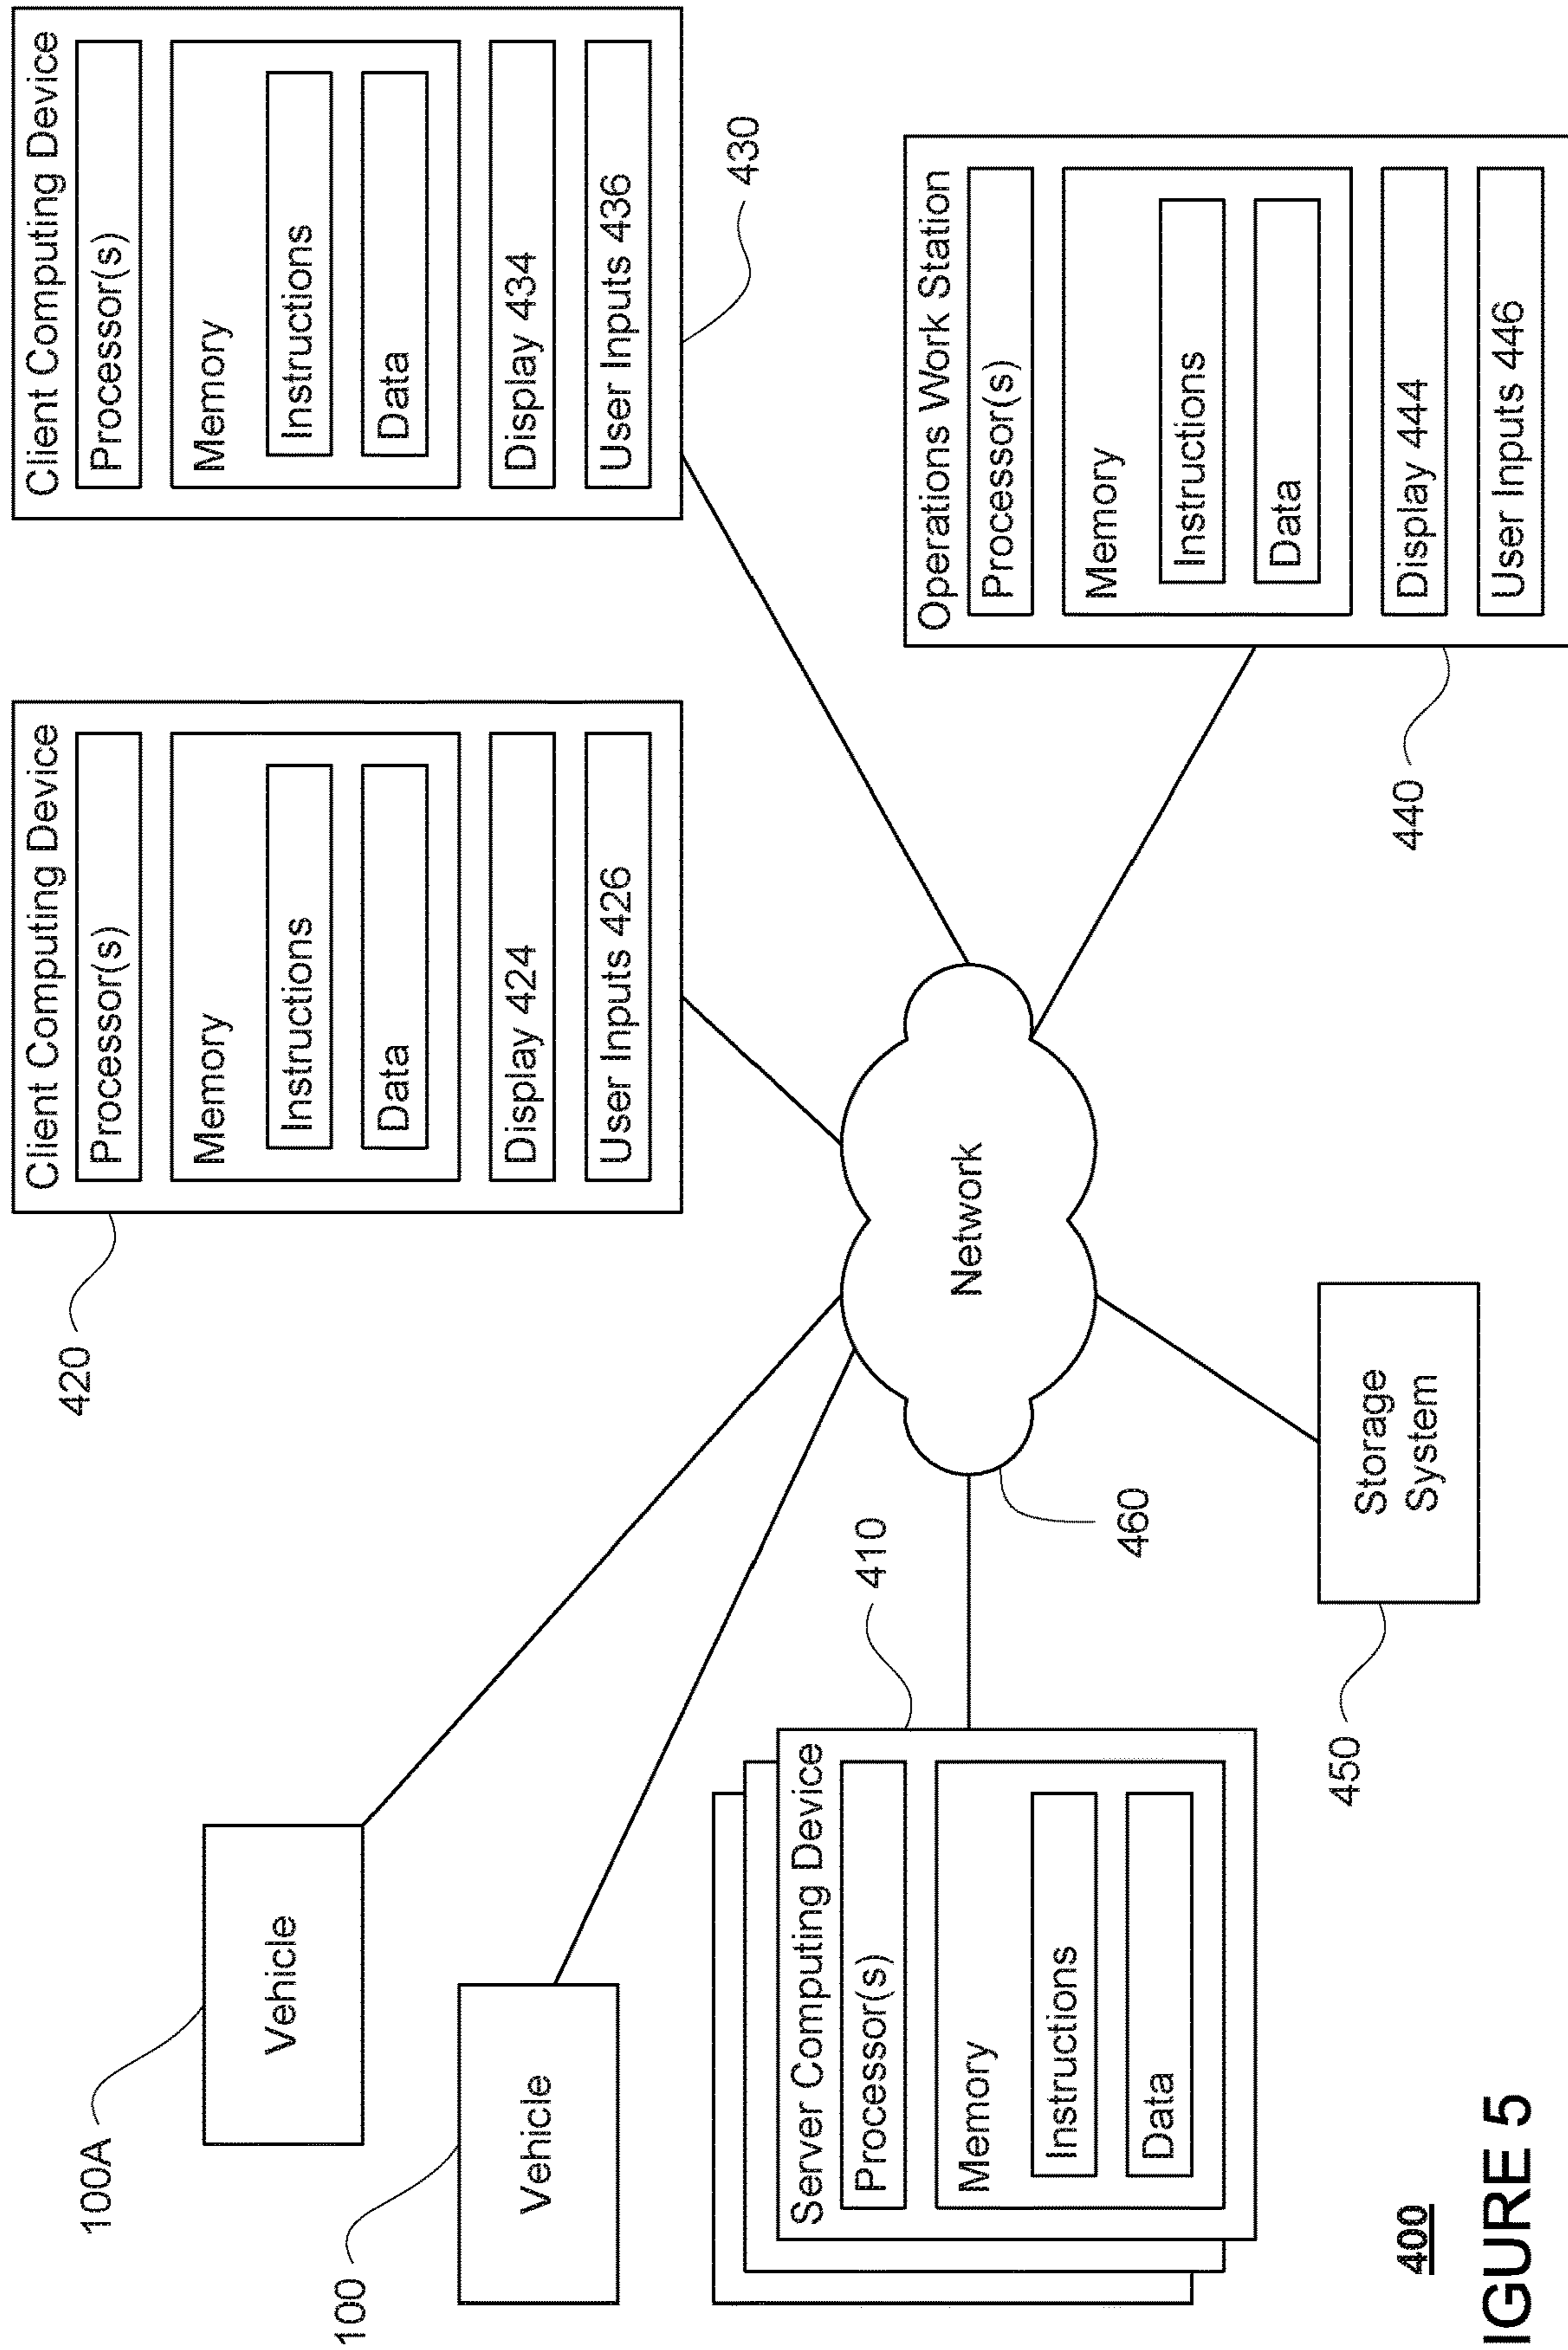 100A
Vehicle
100
Vehicle
420
Client Computing Device
Processor(s)
Memory
Instructions
Data
Display 424
User Inputs 426
Client Computing Device
Processor(s)
Memory
Instructions
Data
Display 434
User Inputs 436
430
Server Computing Device
Processor(s)
Memory
Instructions
Data
410
Network
460
Operations Work Station
Processor(s)
Memory
Instructions
Data
Display 444
User Inputs 446
440
Storage
System
450
400
IGURE 5